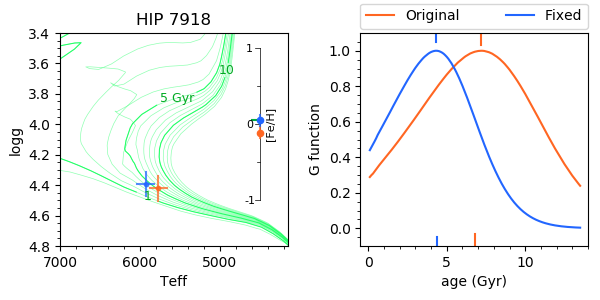 HIP 7918
Original
Fixed
3.4
3.6
3.8
4.0
4.2
4.4
4.6
4.8
logg
7000
6000
5000
Teff
10
5 Gyr
1
1
0
-1
[Fe/H]
1.0
0.8
0.6
0.4
0.2
0.0
G function
0
5
10
age (Gyr)